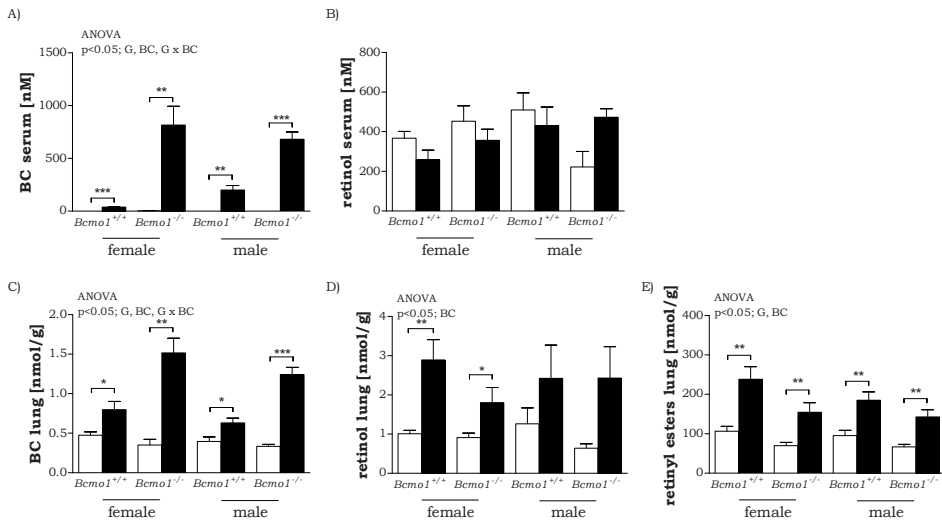 A)
ANOVA
p<0.05; G, BC, G x BC
BC serum [nM]
1500
1000
500
0
***
**
**
***
Bcmo1+/+ Bcmo1-/- Bcmo1+/+ Bcmo1-/-
female male
B)
retinol serum [nM]
800
600
400
200
0
Bcmo1+/+ Bcmo1-/- Bcmo1+/+ Bcmo1-/-
female male
C)
ANOVA
p<0.05; G, BC, G x BC
BC lung [nmol/g]
2.0
1.5
1.0
0.5
0.0
*
**
*
***
Bcmo1+/+ Bcmo1-/- Bcmo1+/+ Bcmo1-/-
female male
D)
ANOVA
p<0.05; BC
retinol lung [nmol/g]
4
3
2
1
0
**
*
Bcmo1+/+ Bcmo1-/- Bcmo1+/+ Bcmo1-/-
female male
E)
ANOVA
p<0.05; G, BC
retinyl esters lung [nmol/g]
400
300
200
100
0
**
**
**
**
Bcmo1+/+ Bcmo1-/- Bcmo1+/+ Bcmo1-/-
female male